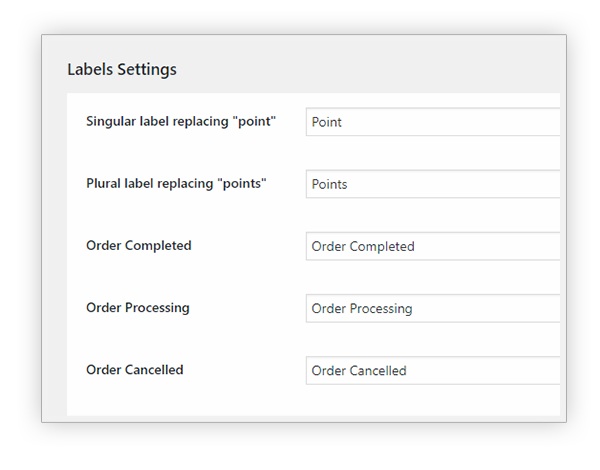 Labels Settings
Singular label replacing "point" Point
Plural label replacing "points" Points
Order Completed Order Completed
Order Processing Order Processing
Order Cancelled Order Cancelled